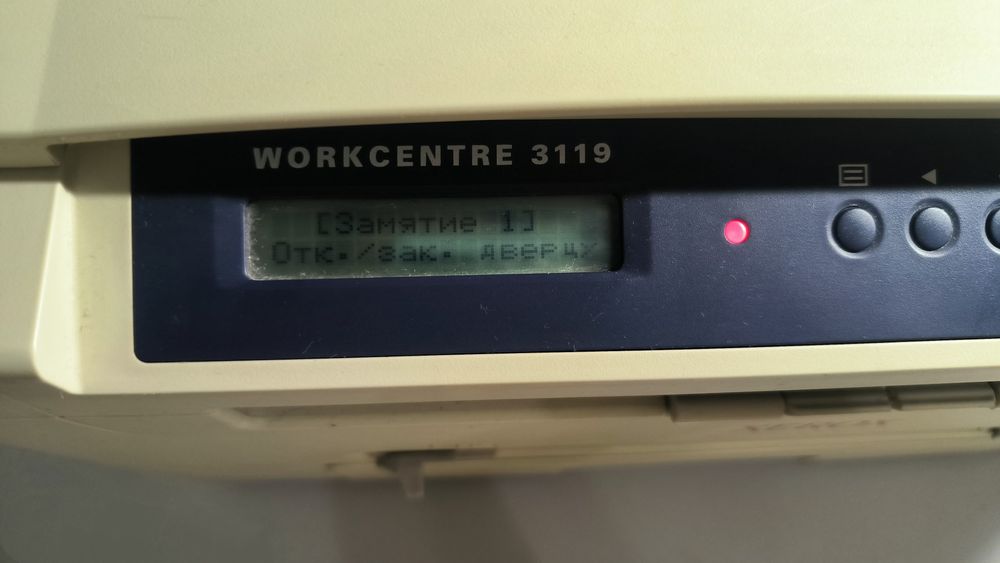 WORKCENTRE 3119
[Замятие 1]
Отк./зак. дверцу